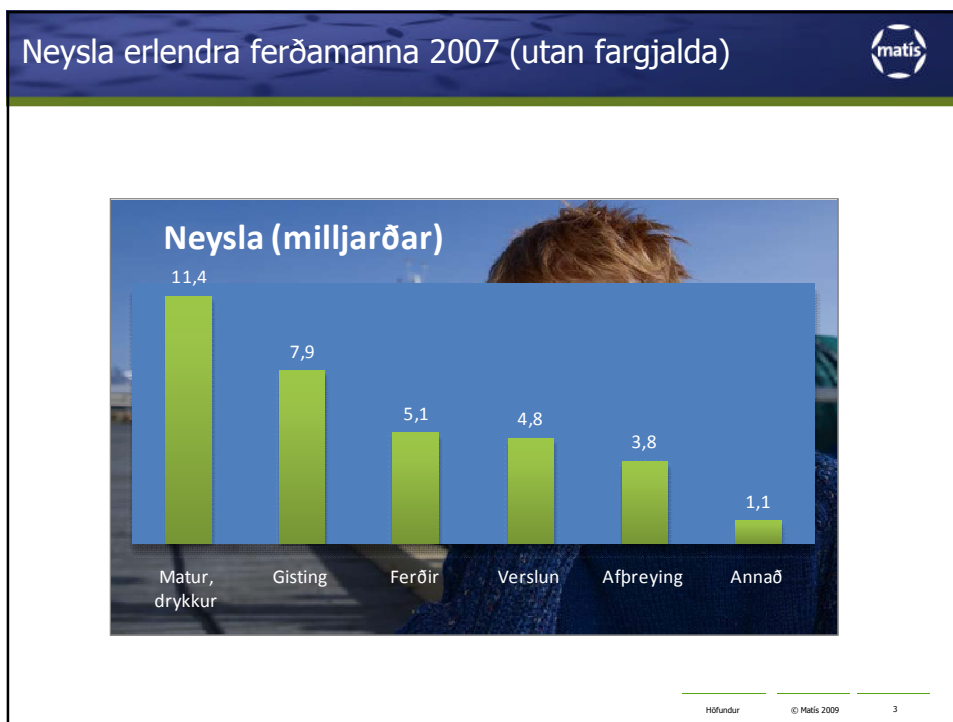 Neysla erlendra ferðamanna 2007 (utan fargjalda)
matís
Neysla (milljarðar)
11,4
7,9
5,1
4,8
3,8
1,1
Matur,
drykkur
Gisting
Ferðir
Verslun
Afþreying
Annað
Höfundur
© Matís 2009
3